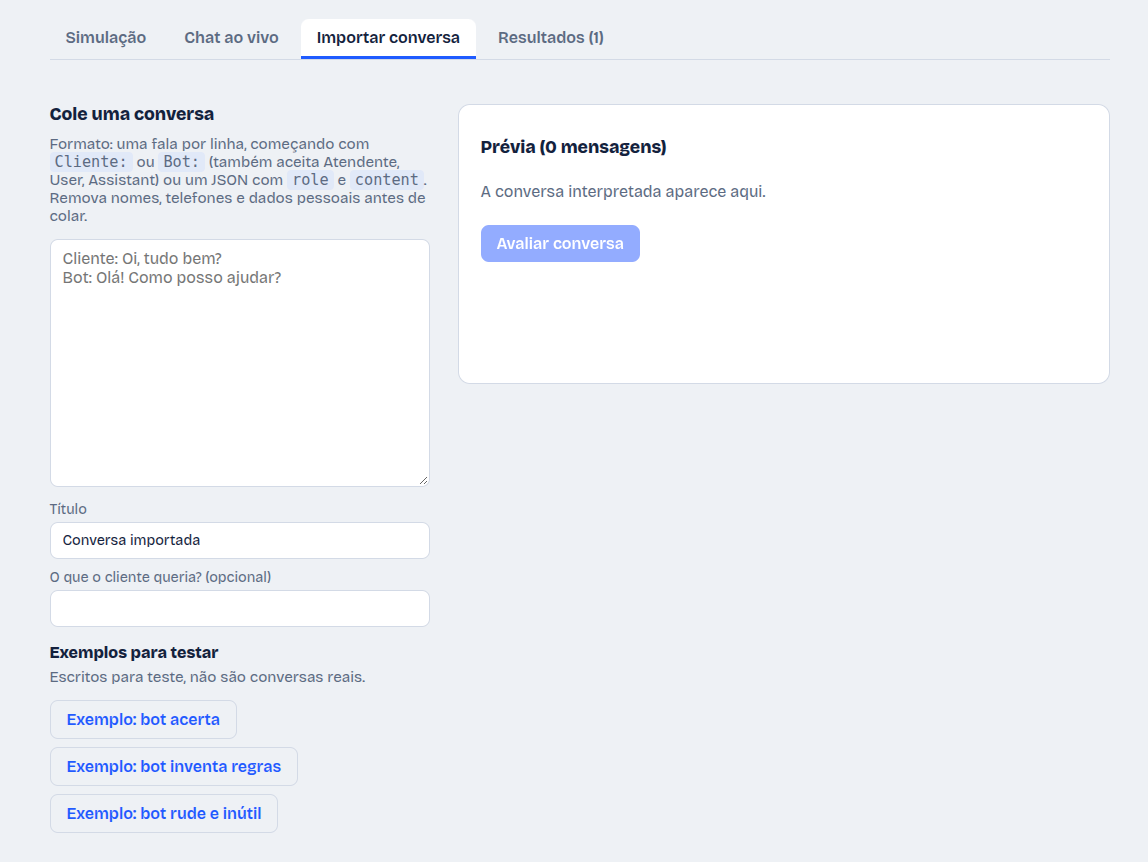 Simulação Chat ao vivo Importar conversa Resultados (1)
Cole uma conversa
Formato: uma fala por linha, começando com
Cliente: ou Bot: (também aceita Atendente,
User, Assistant) ou um JSON com role e content.
Remova nomes, telefones e dados pessoais antes de
colar.
Cliente: Oi, tudo bem?
Bot: Olá! Como posso ajudar?
Título
Conversa importada
O que o cliente queria? (opcional)
Exemplos para testar
Escritos para teste, não são conversas reais.
Exemplo: bot acerta
Exemplo: bot inventa regras
Exemplo: bot rude e inútil
Prévia (0 mensagens)
A conversa interpretada aparece aqui.
Avaliar conversa